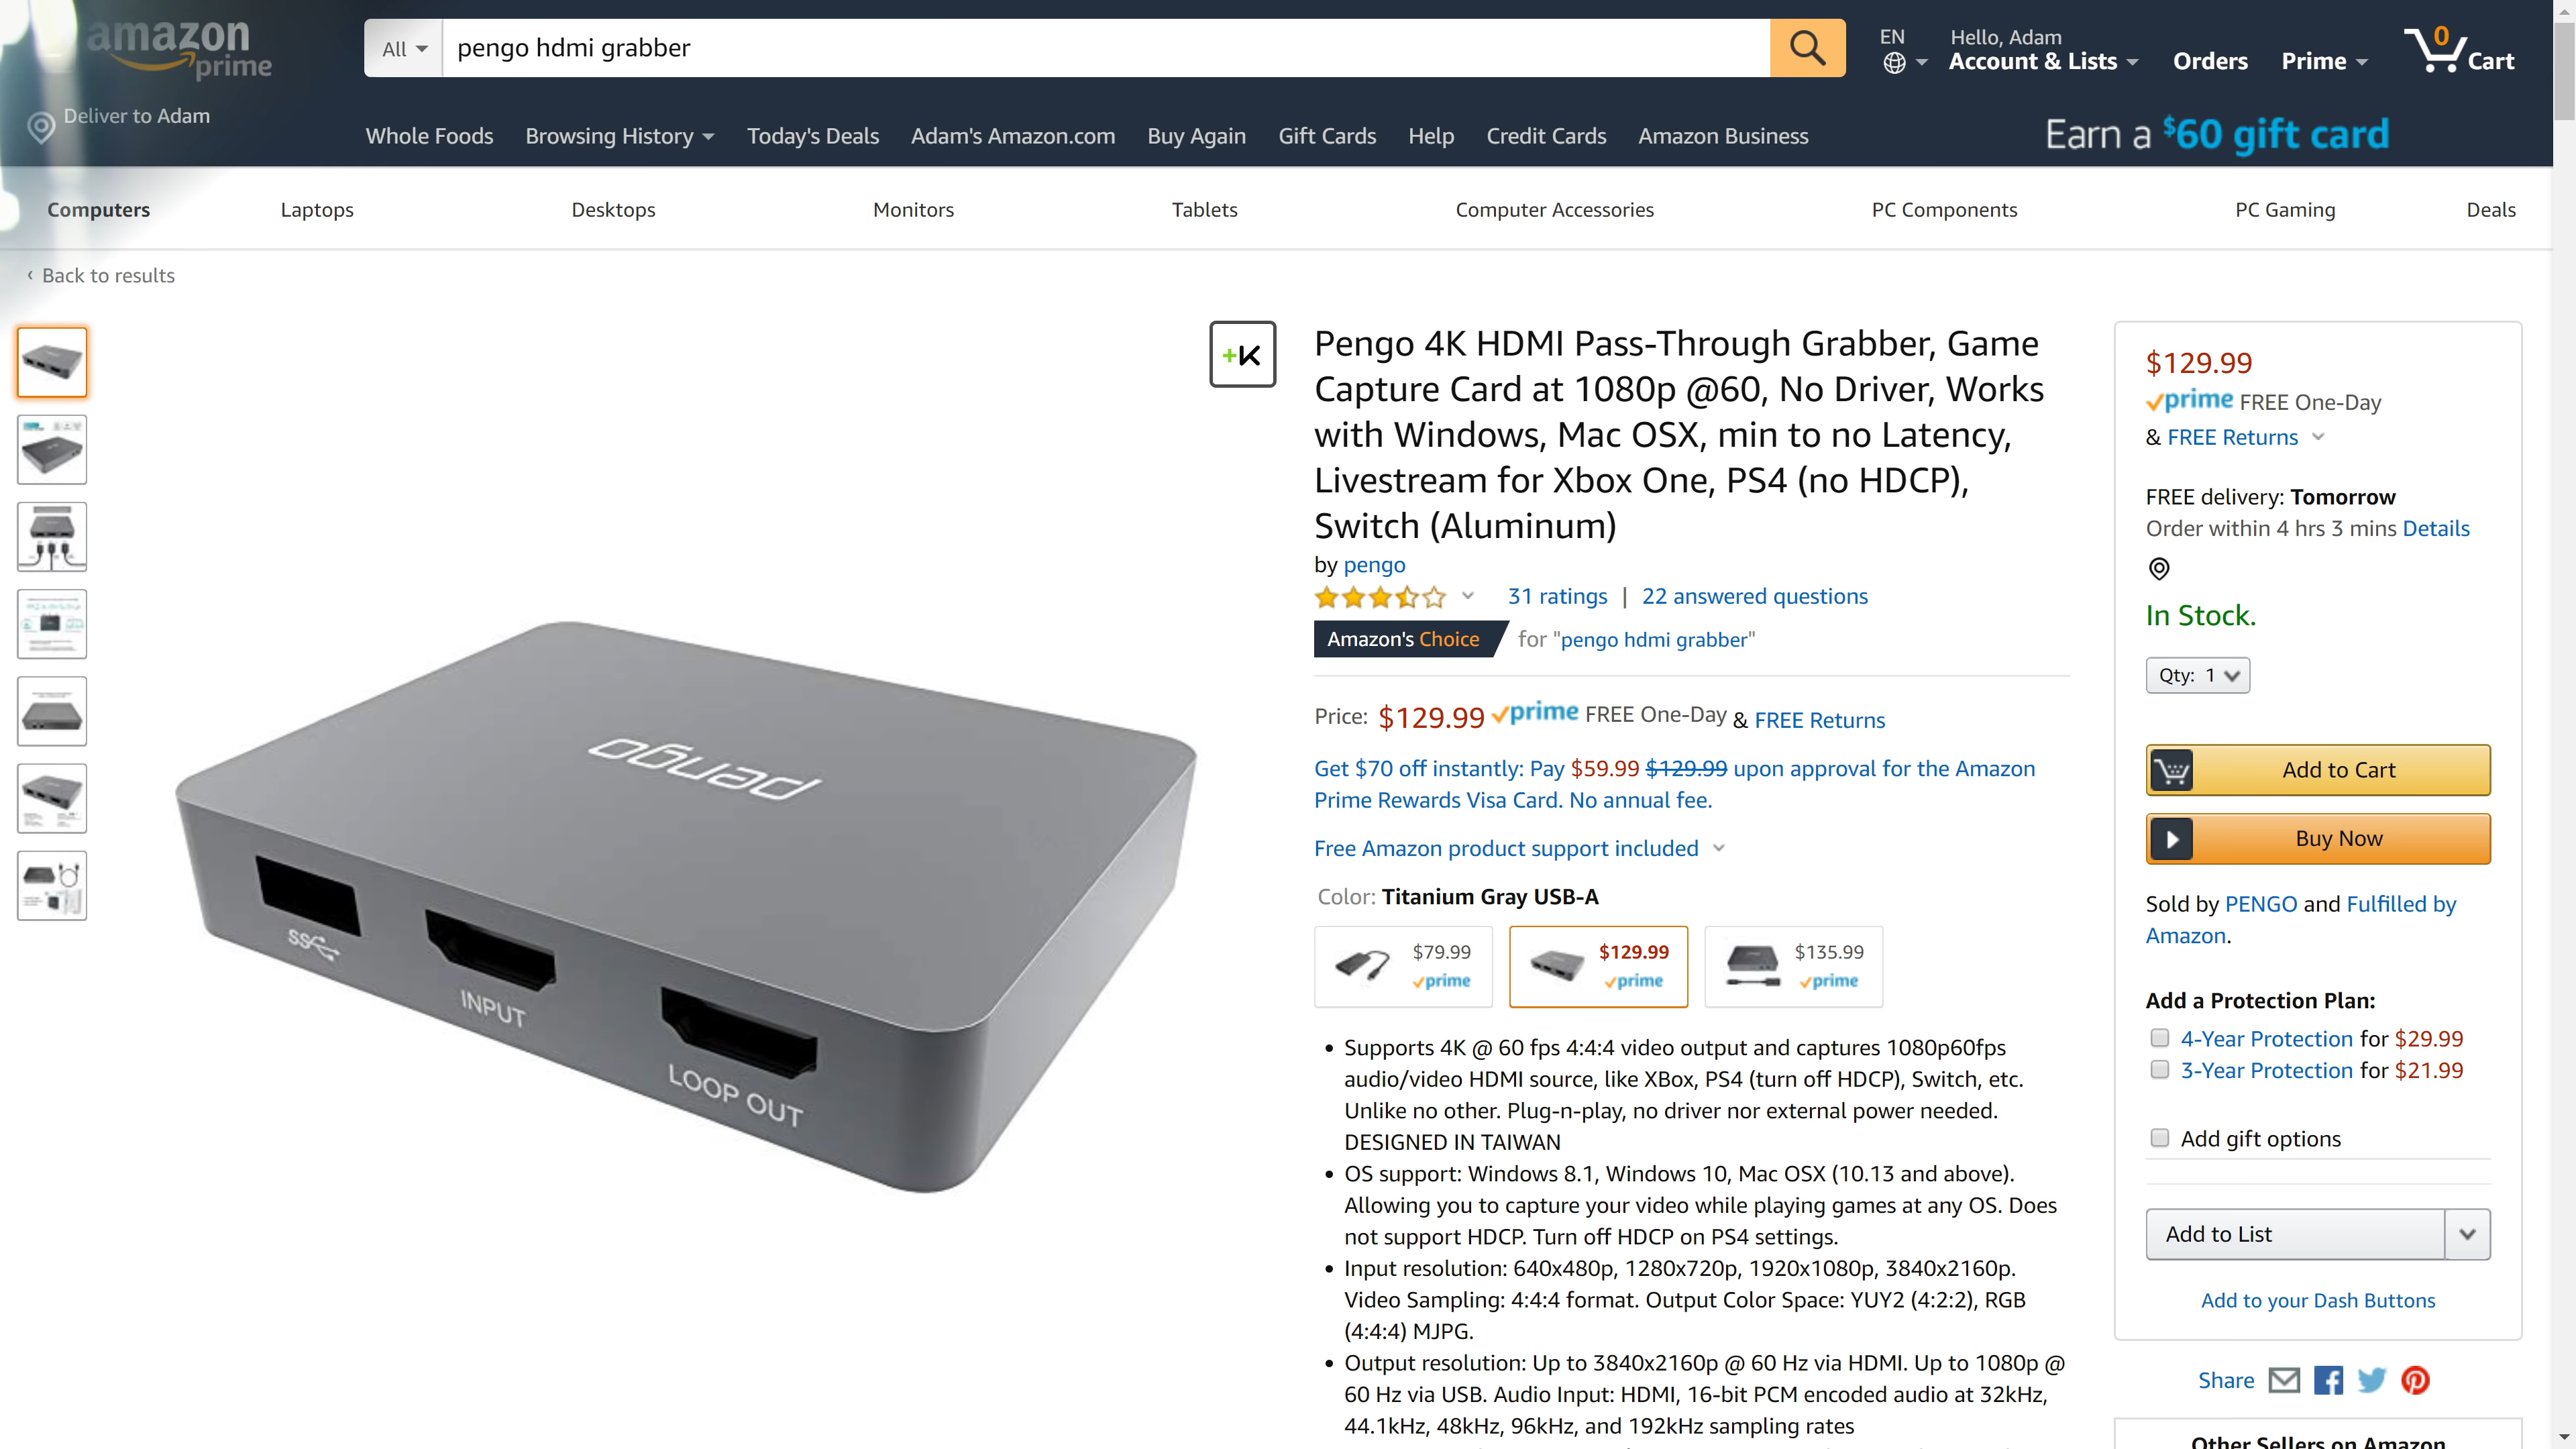 amazon
prime
All
pengo hdmi grabber
EN
Hello, Adam
Account & Lists
Orders
Prime
0
Cart
Deliver to Adam
Whole Foods
Browsing History
Today's Deals
Adam's Amazon.com
Buy Again
Gift Cards
Help
Credit Cards
Amazon Business
Earn a $60 gift card
Computers
Laptops
Desktops
Monitors
Tablets
Computer Accessories
PC Components
PC Gaming
Deals
‹ Back to results
+K
pengo
SS
INPUT
LOOP OUT
Pengo 4K HDMI Pass-Through Grabber, Game
Capture Card at 1080p @60, No Driver, Works
with Windows, Mac OSX, min to no Latency,
Livestream for Xbox One, PS4 (no HDCP),
Switch (Aluminum)
by pengo
31 ratings | 22 answered questions
Amazon's Choice for "pengo hdmi grabber"
Price: $129.99 prime FREE One-Day & FREE Returns
Get $70 off instantly: Pay $59.99 $129.99 upon approval for the Amazon
Prime Rewards Visa Card. No annual fee.
Free Amazon product support included
Color: Titanium Gray USB-A
$79.99
prime
$129.99
prime
$135.99
prime
• Supports 4K @ 60 fps 4:4:4 video output and captures 1080p60fps
audio/video HDMI source, like XBox, PS4 (turn off HDCP), Switch, etc.
Unlike no other. Plug-n-play, no driver nor external power needed.
DESIGNED IN TAIWAN
• OS support: Windows 8.1, Windows 10, Mac OSX (10.13 and above).
Allowing you to capture your video while playing games at any OS. Does
not support HDCP. Turn off HDCP on PS4 settings.
• Input resolution: 640x480p, 1280x720p, 1920x1080p, 3840x2160p.
Video Sampling: 4:4:4 format. Output Color Space: YUY2 (4:2:2), RGB
(4:4:4) MJPG.
• Output resolution: Up to 3840x2160p @ 60 Hz via HDMI. Up to 1080p @
60 Hz via USB. Audio Input: HDMI, 16-bit PCM encoded audio at 32kHz,
44.1kHz, 48kHz, 96kHz, and 192kHz sampling rates
$129.99
prime FREE One-Day
& FREE Returns
FREE delivery: Tomorrow
Order within 4 hrs 3 mins Details
In Stock.
Qty: 1
Add to Cart
Buy Now
Sold by PENGO and Fulfilled by
Amazon.
Add a Protection Plan:
4-Year Protection for $29.99
3-Year Protection for $21.99
Add gift options
Add to List
Add to your Dash Buttons
Share
Other Sellers on Amazon